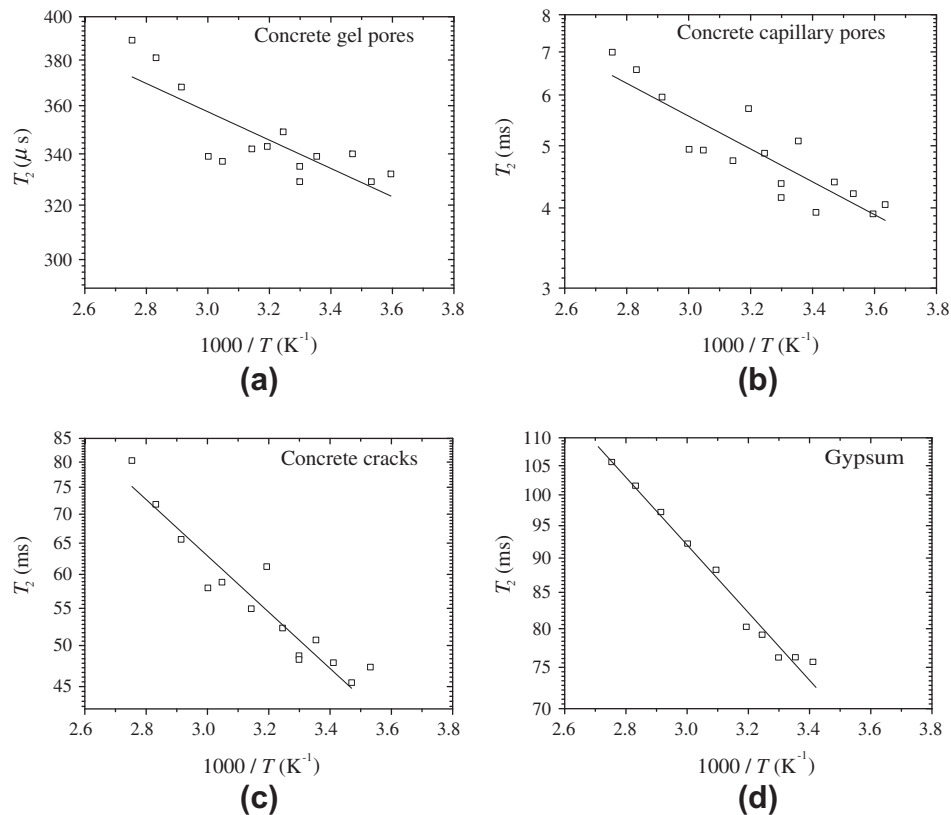 Concrete gel pores
400
380
360
340
320
300
T₂ (μ s)
2.6 2.8 3.0 3.2 3.4 3.6 3.8
1000 / T (K⁻¹)
(a)
Concrete capillary pores
8
7
6
5
4
3
T₂ (ms)
2.6 2.8 3.0 3.2 3.4 3.6 3.8
1000 / T (K⁻¹)
(b)
Concrete cracks
85
80
75
70
65
60
55
50
45
T₂ (ms)
2.6 2.8 3.0 3.2 3.4 3.6 3.8
1000 / T (K⁻¹)
(c)
Gypsum
110
105
100
95
90
85
80
75
70
T₂ (ms)
2.6 2.8 3.0 3.2 3.4 3.6 3.8
1000 / T (K⁻¹)
(d)